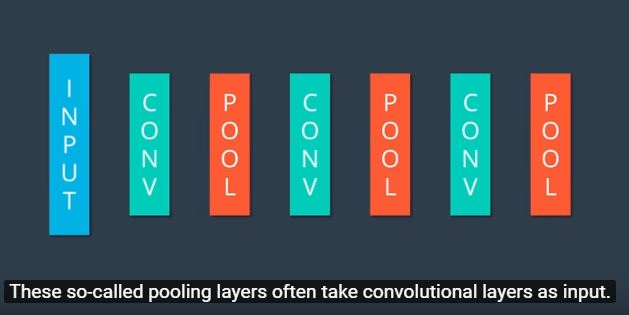 INPUT
CONV
POOL
CONV
POOL
CONV
POOL
These so-called pooling layers often take convolutional layers as input.